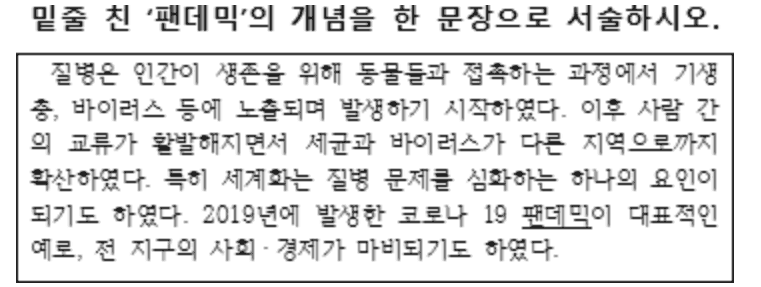 밑줄 친 ‘팬데믹’의 개념을 한 문장으로 서술하시오.
질병은 인간이 생존을 위해 동물들과 접촉하는 과정에서 기생
충, 바이러스 등에 노출되며 발생하기 시작하였다. 이후 사람 간
의 교류가 활발해지면서 세균과 바이러스가 다른 지역으로까지
확산하였다. 특히 세계화는 질병 문제를 심화하는 하나의 요인이
되기도 하였다. 2019년에 발생한 코로나 19 팬데믹이 대표적인
예로, 전 지구의 사회·경제가 마비되기도 하였다.